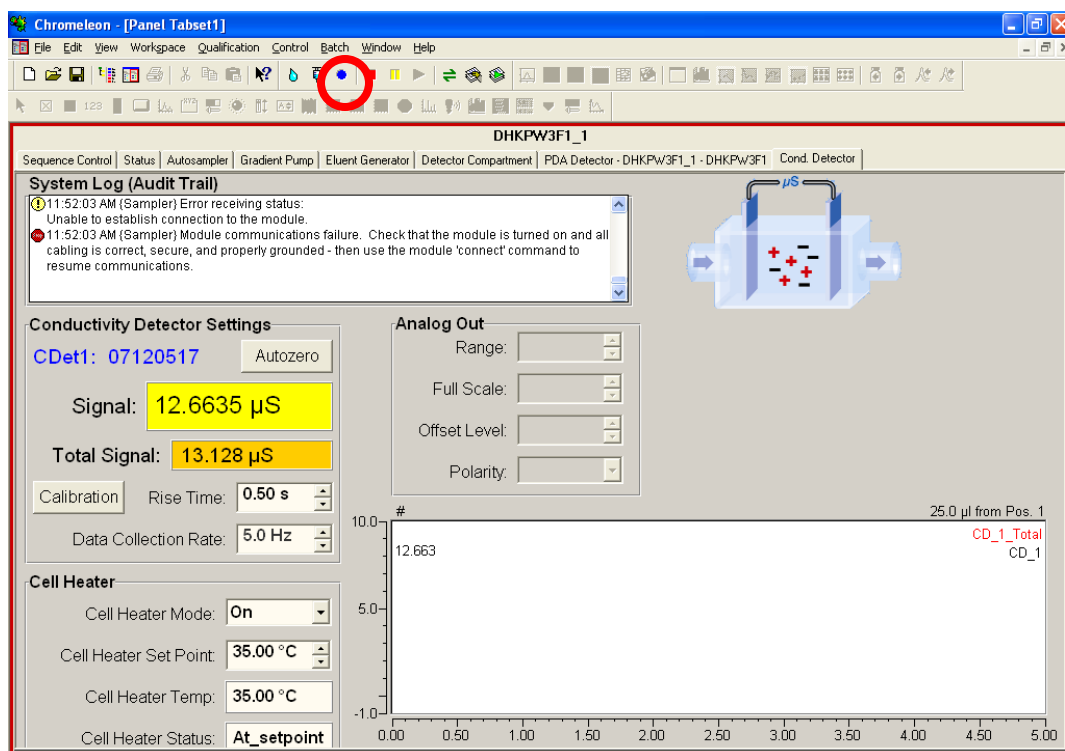 Chromeleon - [Panel Tabset1]
File Edit View Workspace Qualification Control Batch Window Help
123
DHKPW3F1_1
Sequence Control Status Autosampler Gradient Pump Eluent Generator Detector Compartment PDA Detector - DHKPW3F1_1 - DHKPW3F1 Cond. Detector
System Log (Audit Trail)
µS
11:52:03 AM {Sampler} Error receiving status:
Unable to establish connection to the module.
11:52:03 AM {Sampler} Module communications failure. Check that the module is turned on and all
cabling is correct, secure, and properly grounded - then use the module 'connect' command to
resume communications.
Conductivity Detector Settings
CDet1: 07120517 Autozero
Signal: 12.6635 µS
Total Signal: 13.128 µS
Calibration Rise Time: 0.50 s
Data Collection Rate: 5.0 Hz
Analog Out
Range:
Full Scale:
Offset Level:
Polarity:
Cell Heater
Cell Heater Mode: On
Cell Heater Set Point: 35.00 °C
Cell Heater Temp: 35.00 °C
Cell Heater Status: At_setpoint
# 25.0 µl from Pos. 1
10.0
CD_1_Total
12.663 CD_1
5.0
-1.0
0.00 0.50 1.00 1.50 2.00 2.50 3.00 3.50 4.00 4.50 5.00